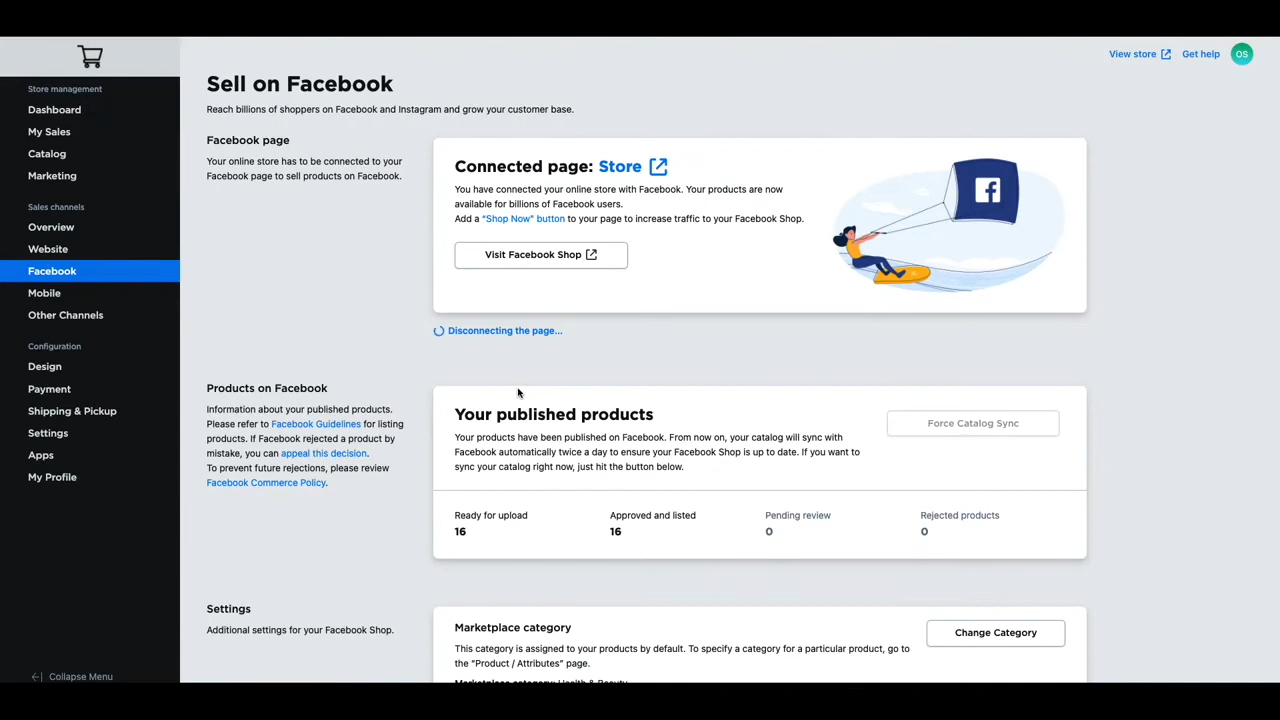 View store
Get help
OS
Store management
Dashboard
My Sales
Catalog
Marketing
Sales channels
Overview
Website
Facebook
Mobile
Other Channels
Configuration
Design
Payment
Shipping & Pickup
Settings
Apps
My Profile
Collapse Menu
Sell on Facebook
Reach billions of shoppers on Facebook and Instagram and grow your customer base.
Facebook page
Your online store has to be connected to your
Facebook page to sell products on Facebook.
Connected page: Store
You have connected your online store with Facebook. Your products are now
available for billions of Facebook users.
Add a "Shop Now" button to your page to increase traffic to your Facebook Shop.
Visit Facebook Shop
Disconnecting the page...
Products on Facebook
Information about your published products.
Please refer to Facebook Guidelines for listing
products. If Facebook rejected a product by
mistake, you can appeal this decision.
To prevent future rejections, please review
Facebook Commerce Policy.
Your published products
Your products have been published on Facebook. From now on, your catalog will sync with
Facebook automatically twice a day to ensure your Facebook Shop is up to date. If you want to
sync your catalog right now, just hit the button below.
Force Catalog Sync
Ready for upload
16
Approved and listed
16
Pending review
0
Rejected products
0
Settings
Additional settings for your Facebook Shop.
Marketplace category
This category is assigned to your products by default. To specify a category for a particular product, go to
the "Product / Attributes" page.
Marketplace category: Health & Beauty
Change Category